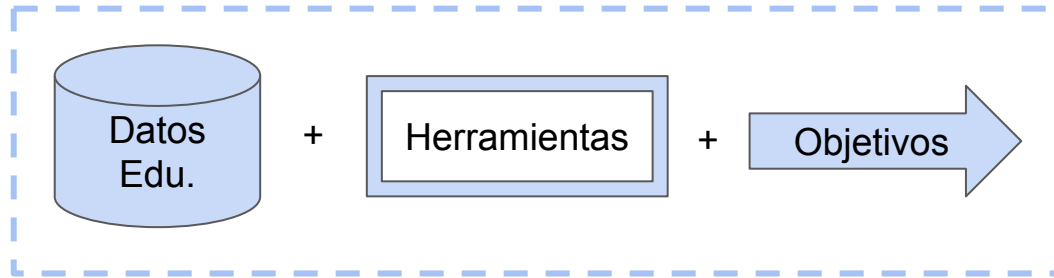 Datos
Edu.
+
Herramientas
+
Objetivos